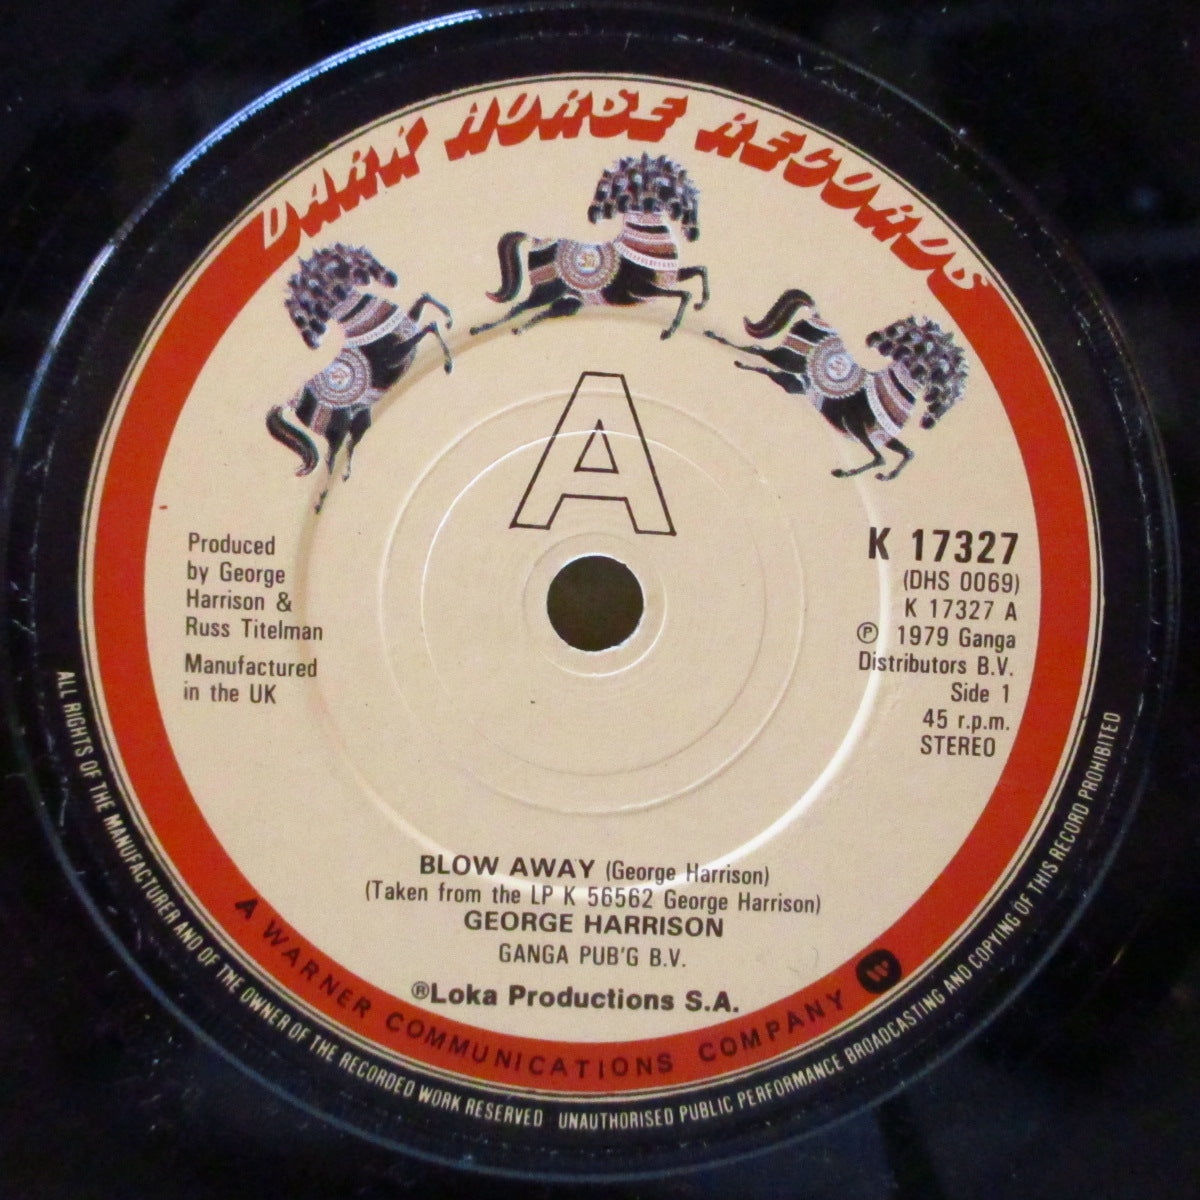 DARK HORSE RECORDS
A
Produced
by George
Harrison &
Russ Titelman
Manufactured
in the UK
K 17327
(DHS 0069)
K 17327 A
℗ 1979 Ganga
Distributors B.V.
Side 1
45 r.p.m.
STEREO
BLOW AWAY (George Harrison)
(Taken from the LP K 56562 George Harrison)
GEORGE HARRISON
GANGA PUB'G B.V.
®Loka Productions S.A.
A WARNER COMMUNICATIONS COMPANY
ALL RIGHTS OF THE MANUFACTURER AND OF THE OWNER OF THE RECORDED WORK RESERVED · UNAUTHORISED PUBLIC PERFORMANCE BROADCASTING AND COPYING OF THIS RECORD PROHIBITED